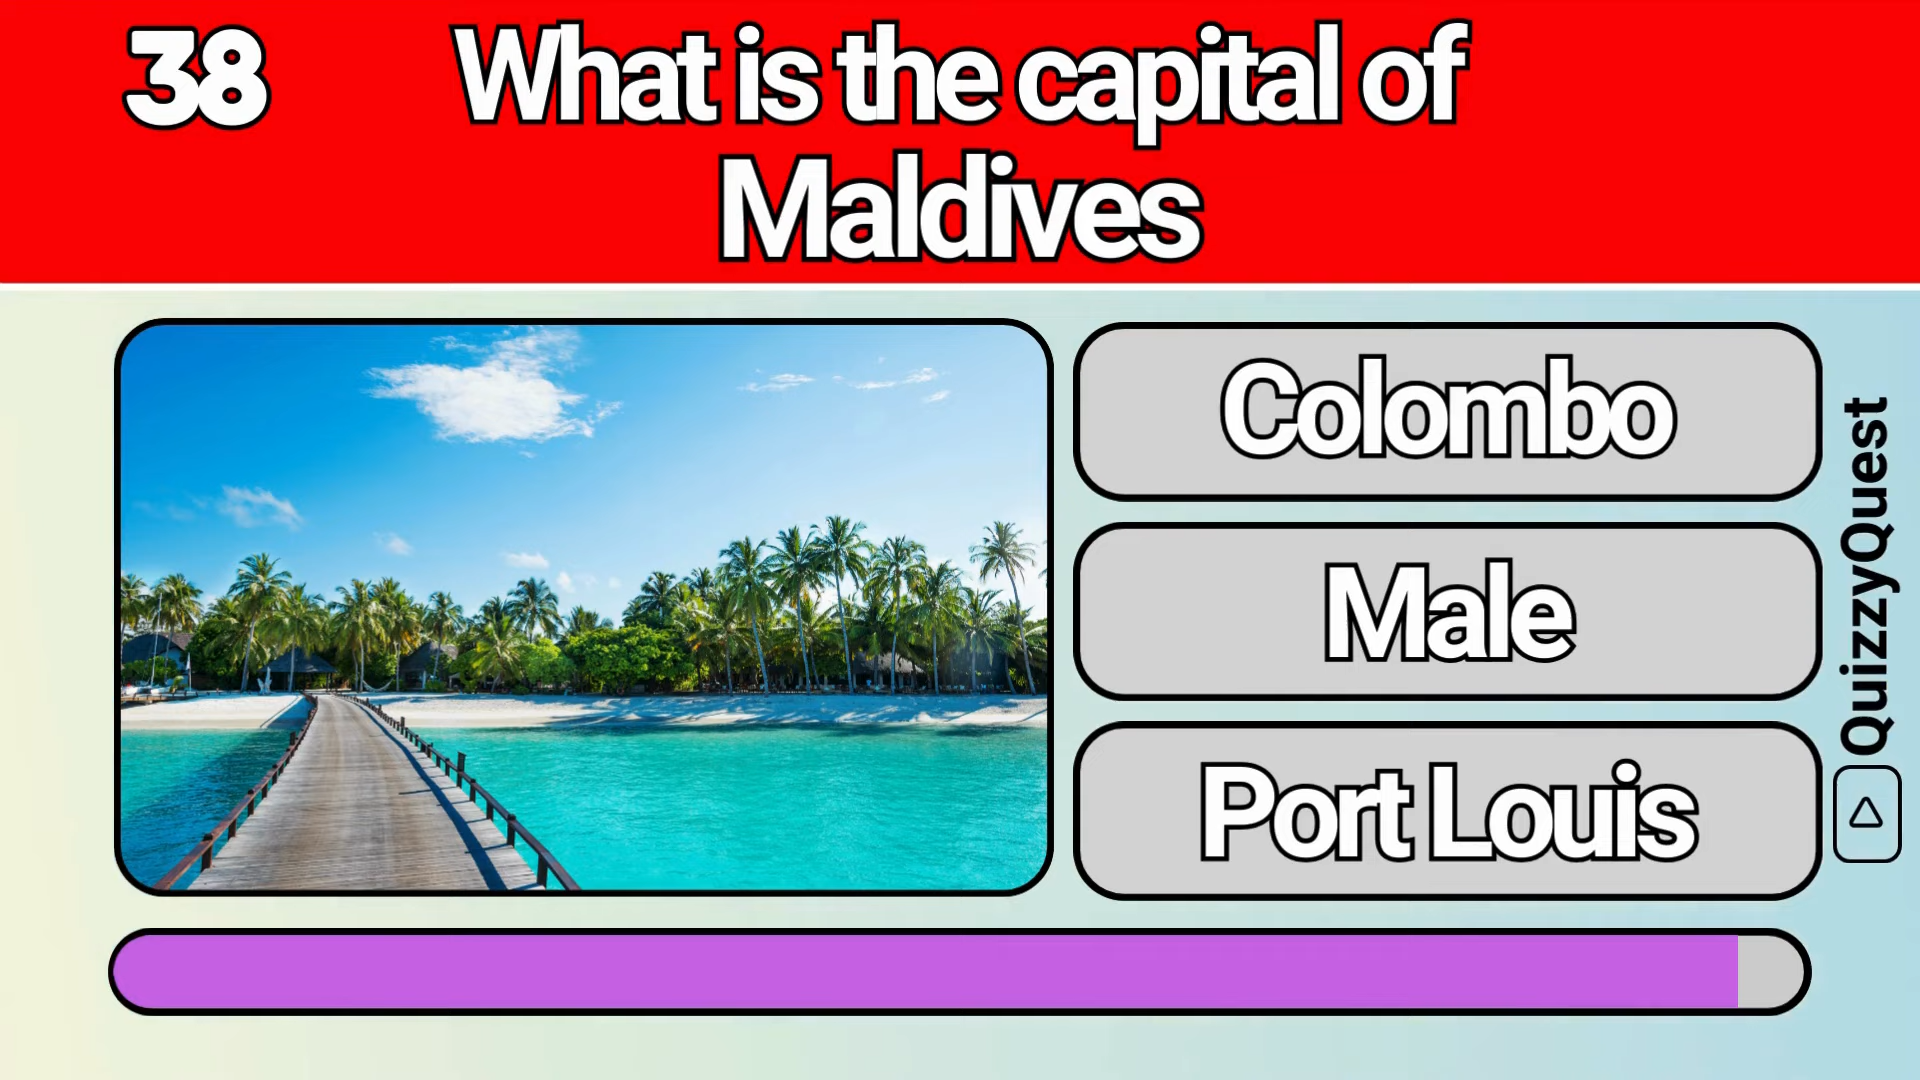 38
What is the capital of
Maldives
Colombo
Male
Port Louis
QuizzyQuest